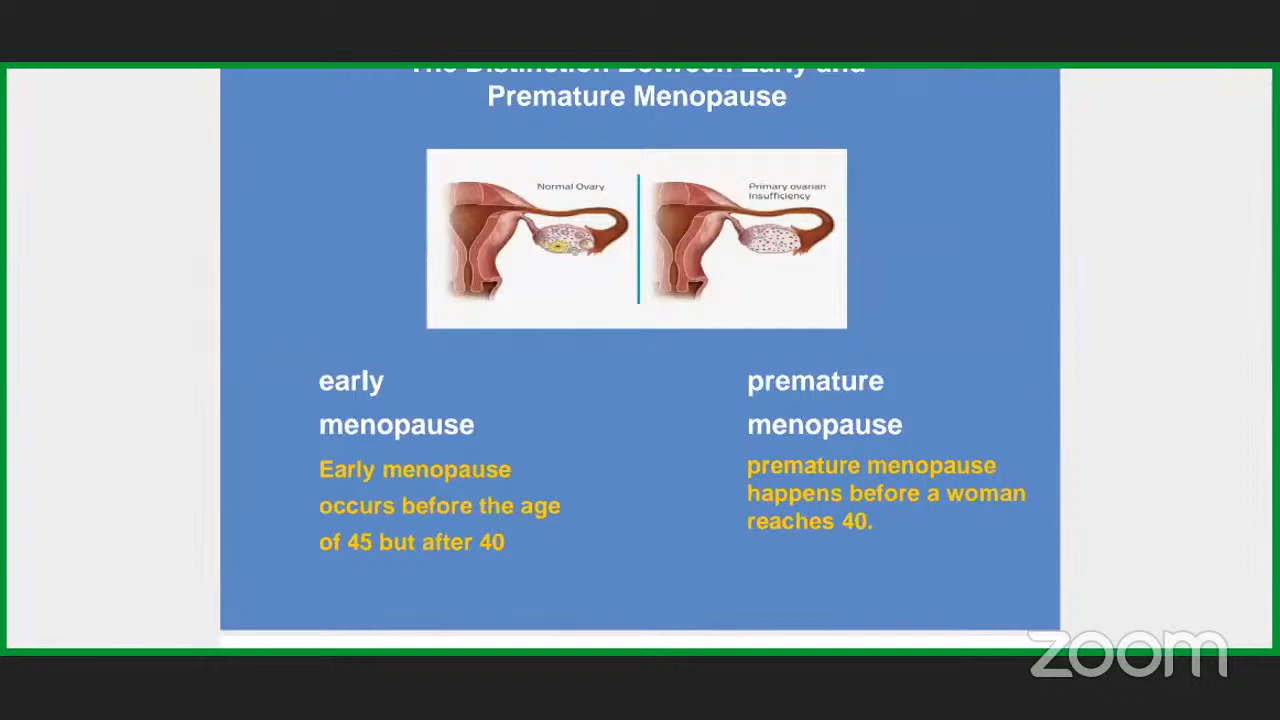 The Distinction Between Early and
Premature Menopause
Normal Ovary
Primary ovarian
Insufficiency
early
menopause
Early menopause
occurs before the age
of 45 but after 40
premature
menopause
premature menopause
happens before a woman
reaches 40.
zoom